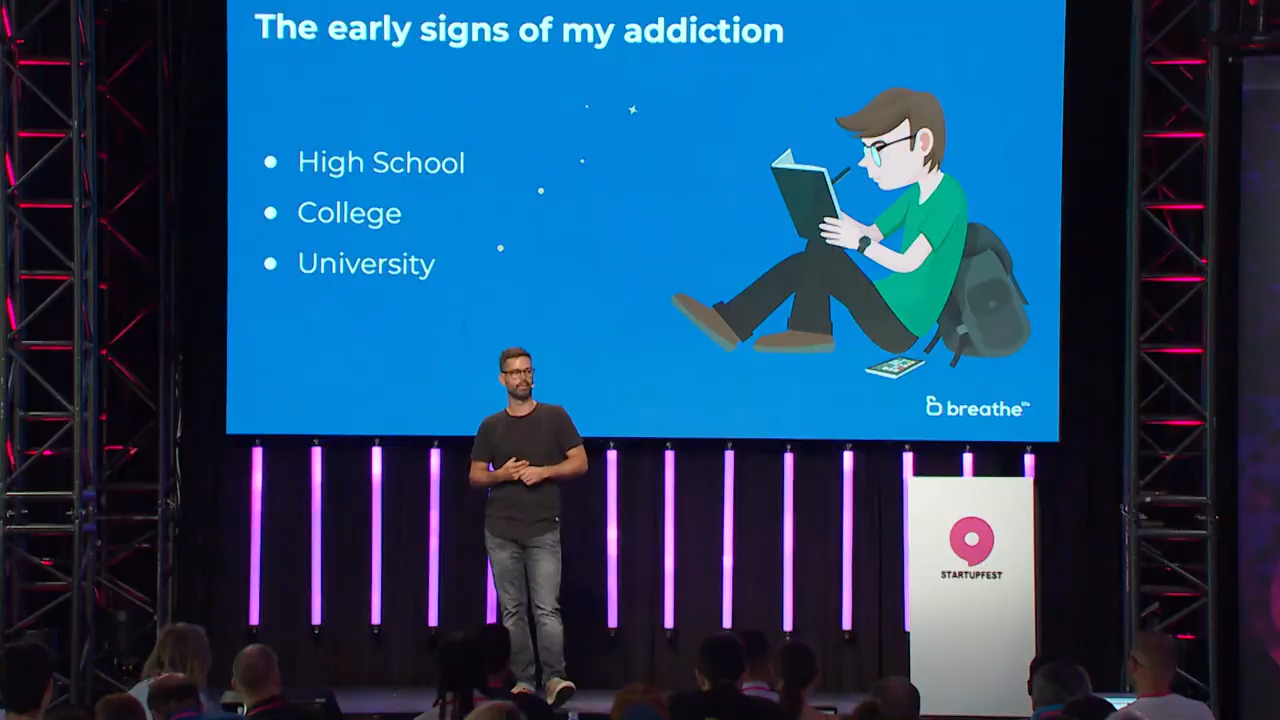 The early signs of my addiction
● High School
● College
● University
breathe
STARTUPFEST